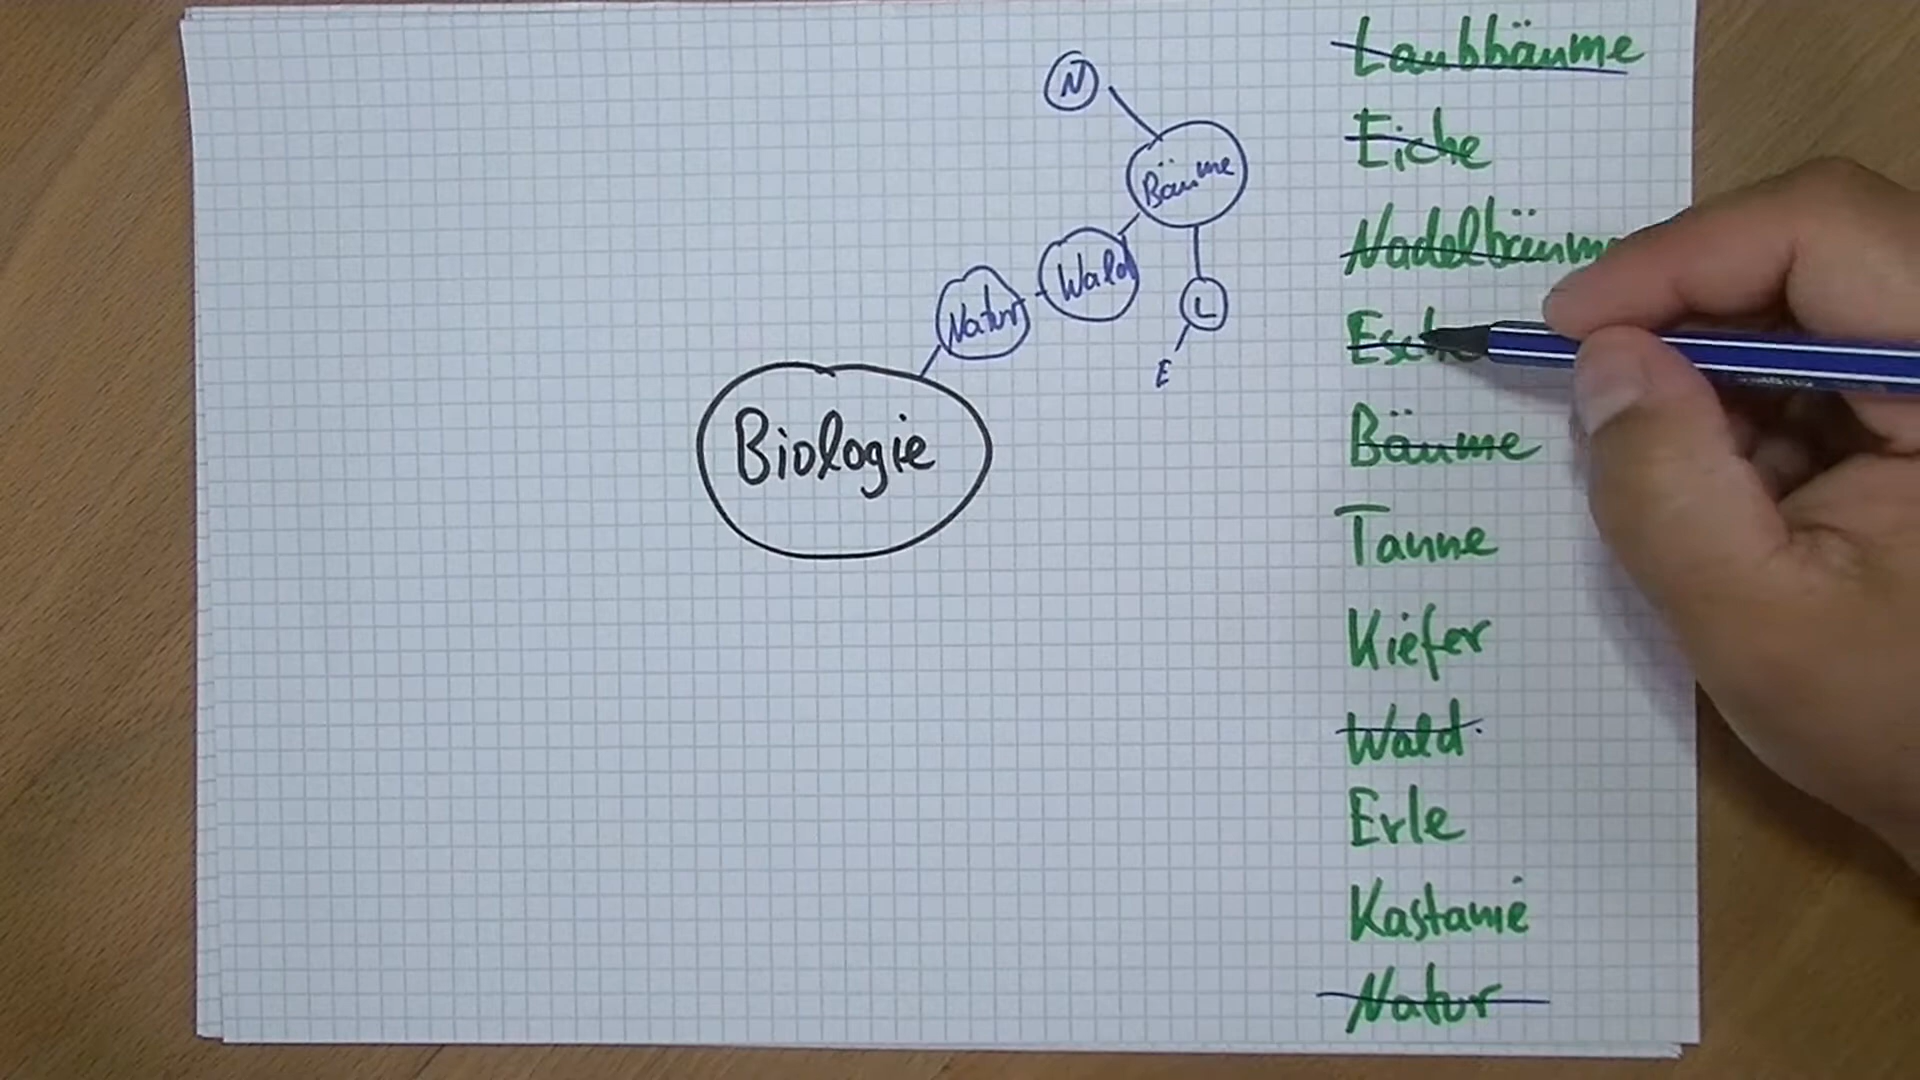 N
Bäume
Wald
Natur
L
E
Biologie
Laubbäume
Eiche
Nadelbäume
Esche
Bäume
Tanne
Kiefer
Wald
Erle
Kastanie
Natur